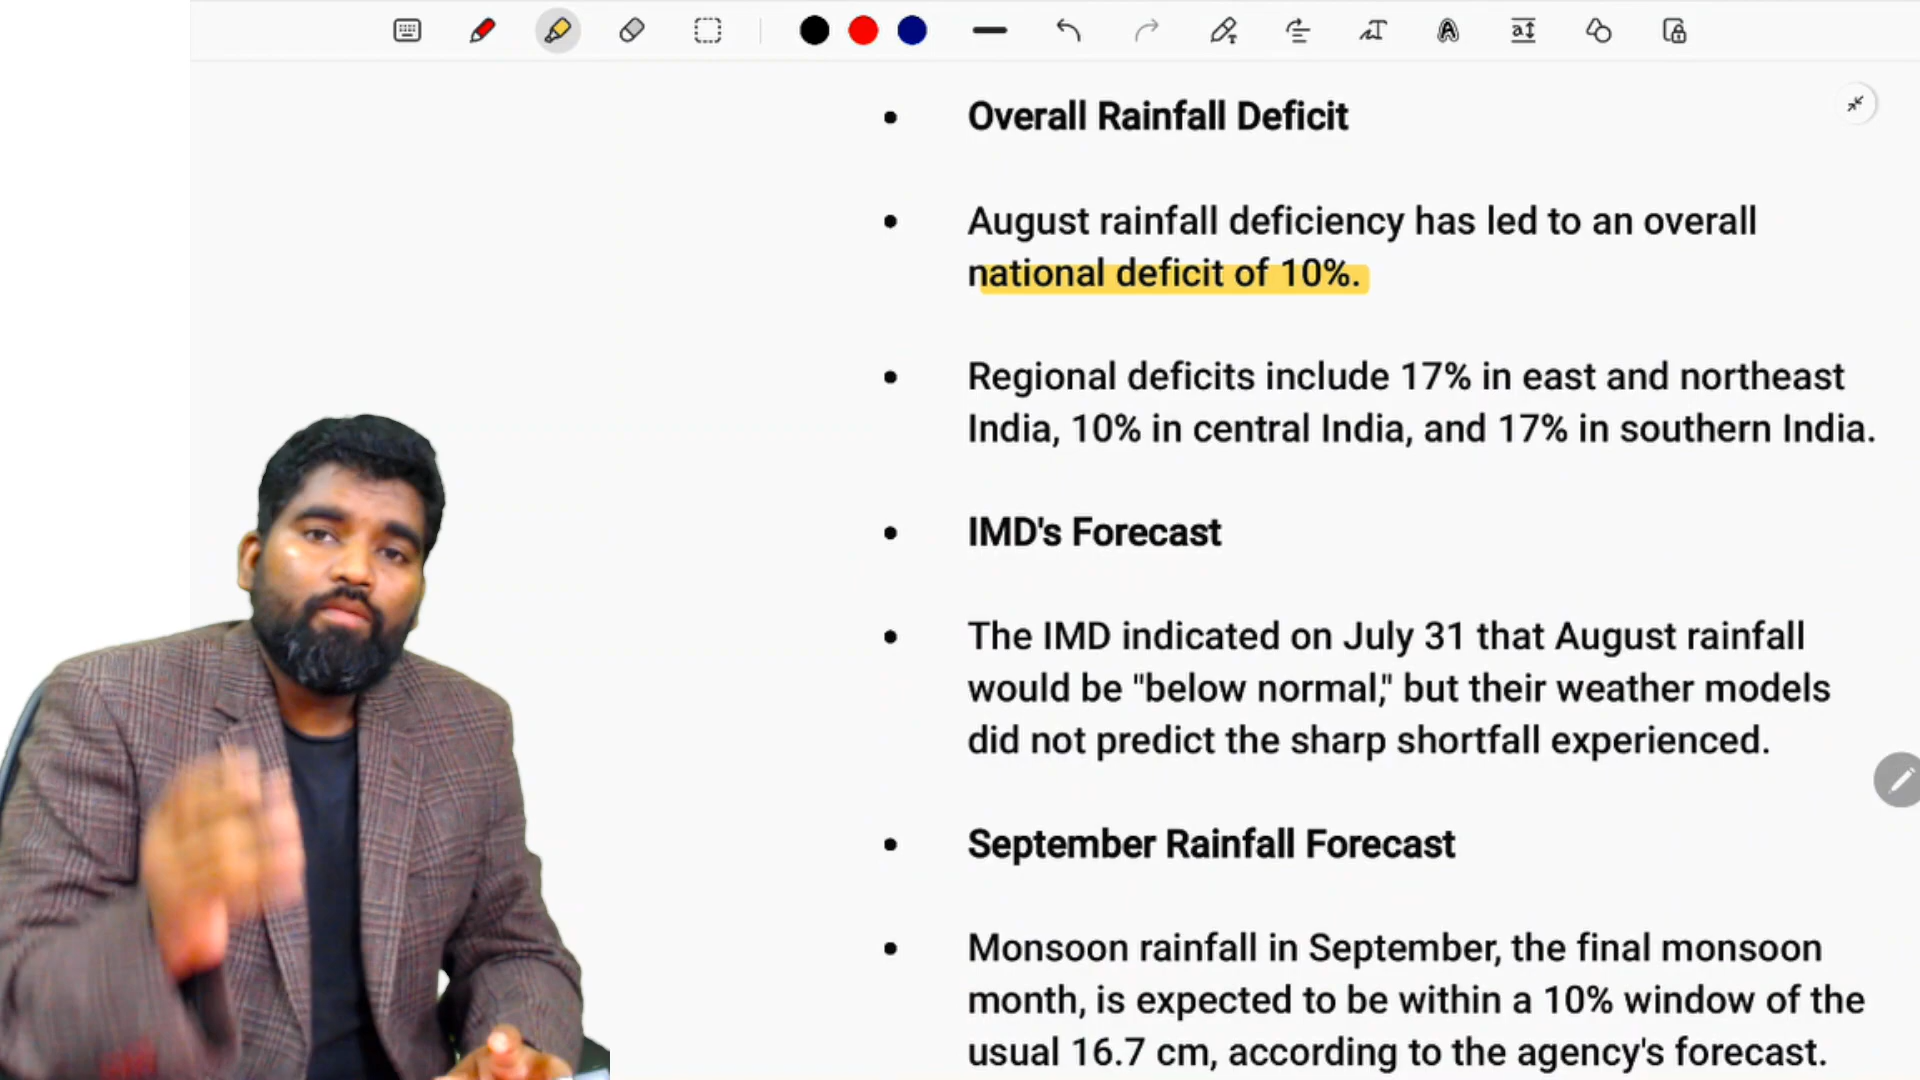 Overall Rainfall Deficit
August rainfall deficiency has led to an overall
national deficit of 10%.
Regional deficits include 17% in east and northeast
India, 10% in central India, and 17% in southern India.
IMD's Forecast
The IMD indicated on July 31 that August rainfall
would be "below normal," but their weather models
did not predict the sharp shortfall experienced.
September Rainfall Forecast
Monsoon rainfall in September, the final monsoon
month, is expected to be within a 10% window of the
usual 16.7 cm, according to the agency's forecast.